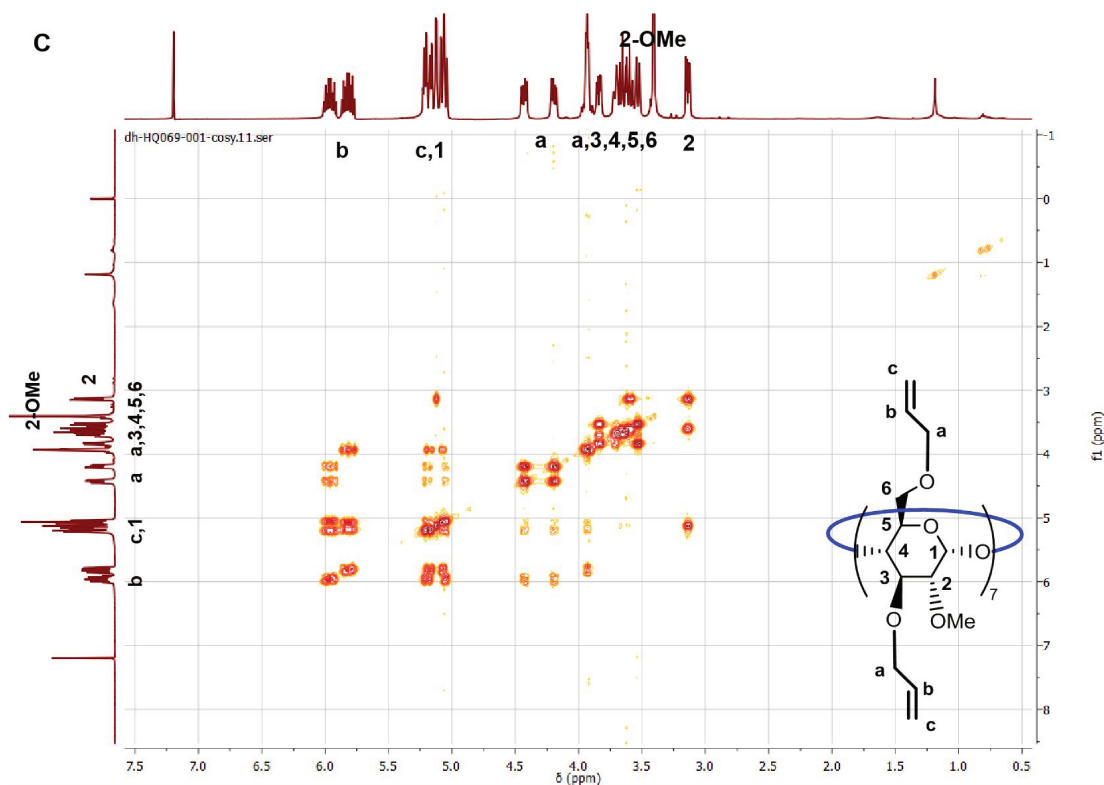 C
2-OMe
dh-HQ069-001-cosy.11.ser
b
c,1
a
a,3,4,5,6
2
-1
0
1
2
3
4
5
6
7
8
f1 (ppm)
2-OMe
2
a,3,4,5,6
a
c,1
b
c
b
a
O
6
5
O
4
1
O
3
2
7
O
OMe
a
b
c
7.5 7.0 6.5 6.0 5.5 5.0 4.5 4.0 3.5 3.0 2.5 2.0 1.5 1.0 0.5
δ (ppm)